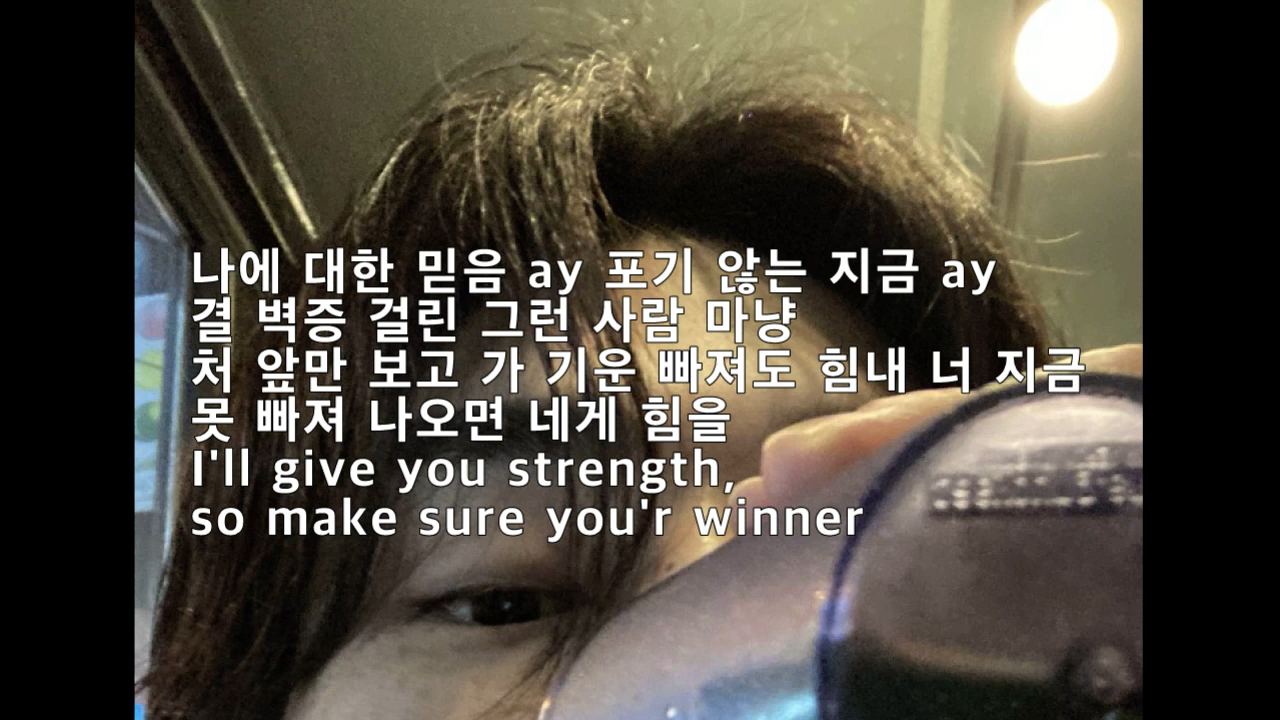 나에 대한 믿음 ay 포기 않는 지금 ay
결 벽증 걸린 그런 사람 마냥
처 앞만 보고 가 기운 빠져도 힘내 너 지금
못 빠져 나오면 네게 힘을
I'll give you strength,
so make sure you'r winner